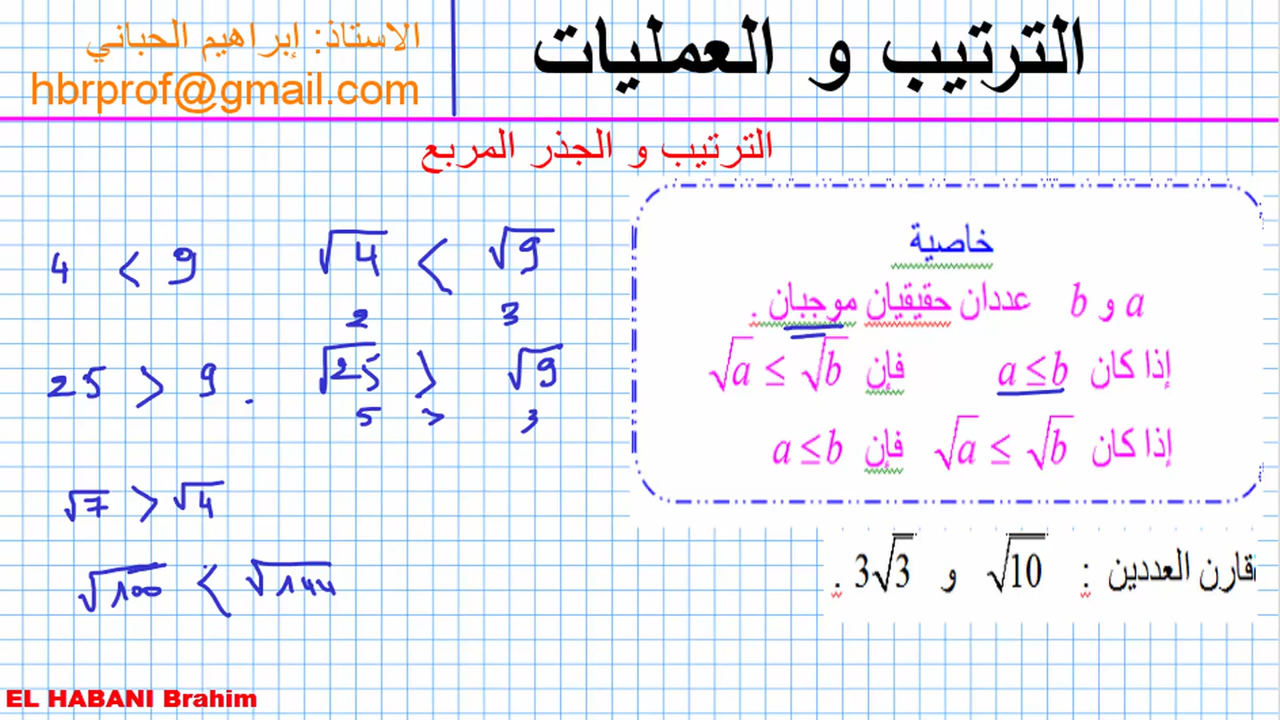 الترتيب و العمليات
الاستاذ: إبراهيم الحباني
hbrprof@gmail.com
الترتيب و الجذر المربع
خاصية
a و b عددان حقيقيان موجبان .
إذا كان a ≤ b فإن √a ≤ √b
إذا كان √a ≤ √b فإن a ≤ b
قارن العددين : √10 و 3√3 .
4 < 9 √4 < √9
2 3
25 > 9 . √25 > √9
5 > 3
√7 > √4
√100 < √144
EL HABANI Brahim